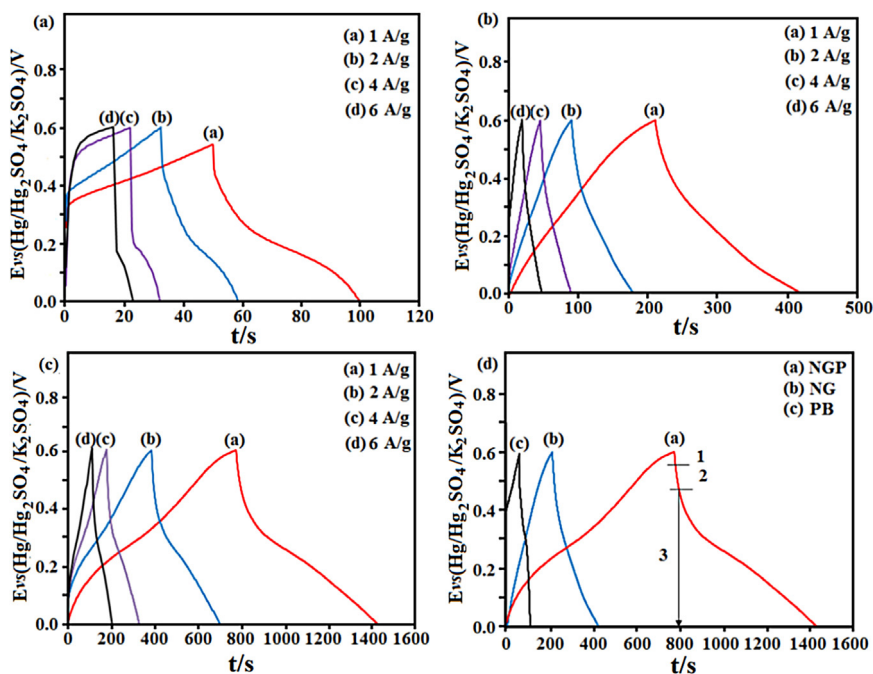 (a)
(a) 1 A/g
(b) 2 A/g
(c) 4 A/g
(d) 6 A/g
(d)
(c)
(b)
(a)
0.8
0.6
0.4
0.2
0.0
0
20
40
60
80
100
120
E vs(Hg/Hg2SO4/K2SO4)/V
t/s
(b)
(a) 1 A/g
(b) 2 A/g
(c) 4 A/g
(d) 6 A/g
(d)
(c)
(b)
(a)
0.8
0.6
0.4
0.2
0.0
0
100
200
300
400
500
E vs(Hg/Hg2SO4/K2SO4)/V
t/s
(c)
(a) 1 A/g
(b) 2 A/g
(c) 4 A/g
(d) 6 A/g
(d)
(c)
(b)
(a)
0.8
0.6
0.4
0.2
0.0
0
200
400
600
800
1000
1200
1400
1600
E vs(Hg/Hg2SO4/K2SO4)/V
t/s
(d)
(a) NGP
(b) NG
(c) PB
(c)
(b)
(a)
1
2
3
0.8
0.6
0.4
0.2
0.0
0
200
400
600
800
1000
1200
1400
1600
E vs(Hg/Hg2SO4/K2SO4)/V
t/s